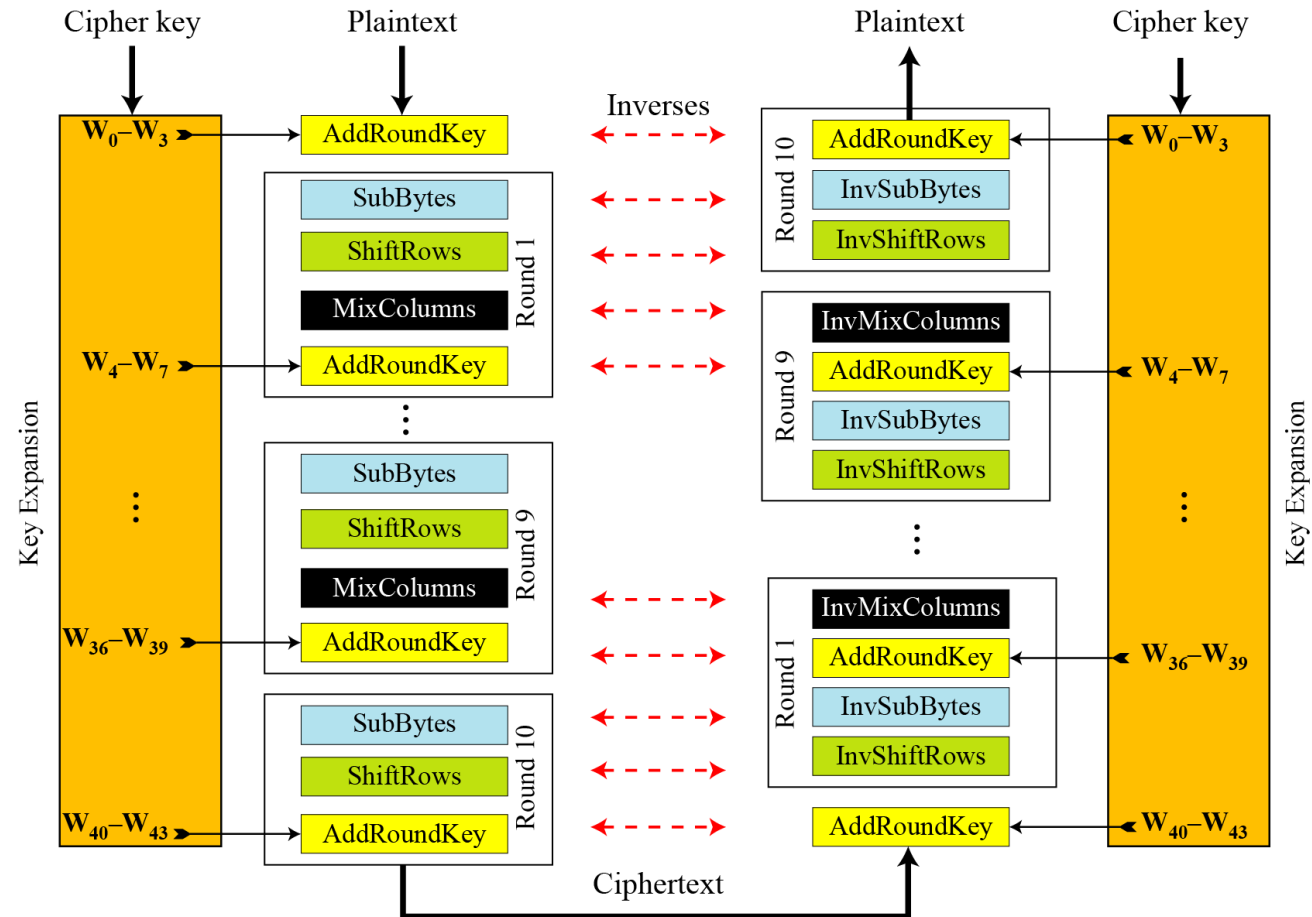 Cipher key
Plaintext
Plaintext
Cipher key
Inverses
W0–W3
AddRoundKey
AddRoundKey
W0–W3
SubBytes
InvSubBytes
ShiftRows
InvShiftRows
MixColumns
Round 1
Round 10
InvMixColumns
W4–W7
AddRoundKey
AddRoundKey
W4–W7
InvSubBytes
InvShiftRows
Round 9
⋮
SubBytes
ShiftRows
MixColumns
Round 9
Key Expansion
⋮
⋮
⋮
Key Expansion
InvMixColumns
W36–W39
AddRoundKey
AddRoundKey
W36–W39
InvSubBytes
InvShiftRows
Round 1
SubBytes
ShiftRows
Round 10
W40–W43
AddRoundKey
AddRoundKey
W40–W43
Ciphertext